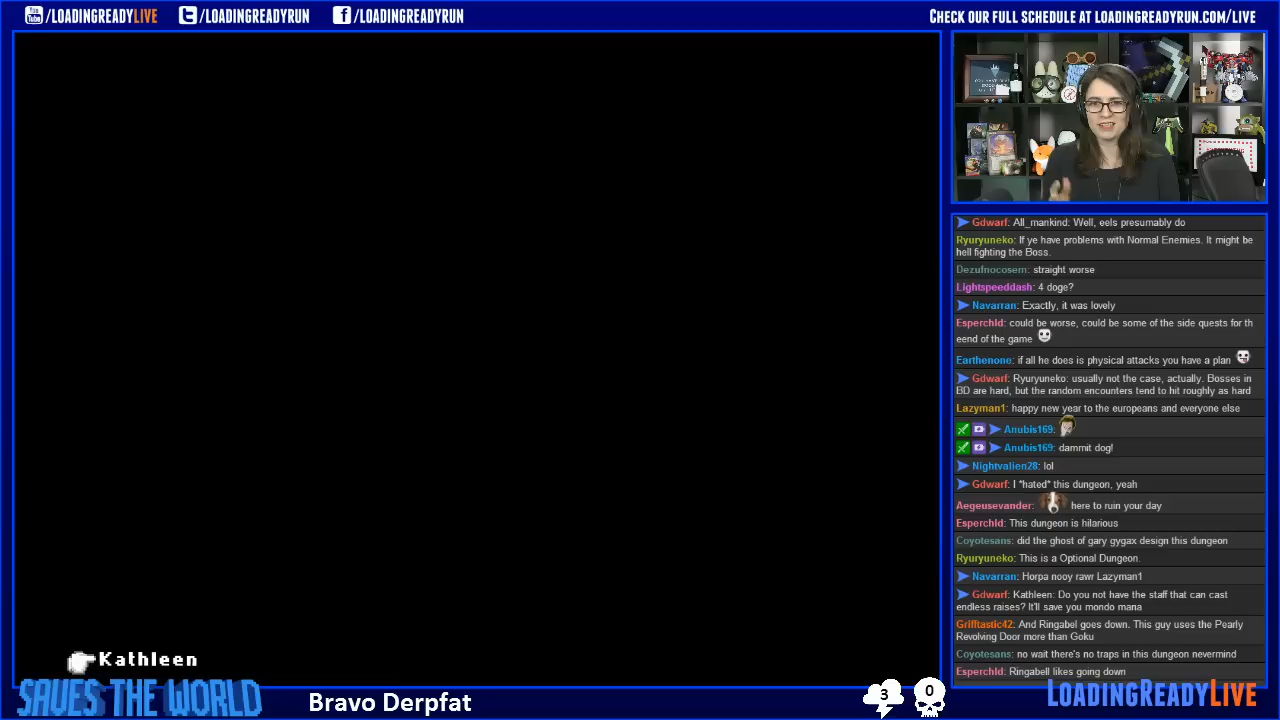 /LOADINGREADYLIVE
/LOADINGREADYRUN
/LOADINGREADYRUN
CHECK OUR FULL SCHEDULE AT LOADINGREADYRUN.COM/LIVE
Gdwarf: All_mankind: Well, eels presumably do
Ryuryuneko: If ye have problems with Normal Enemies. It might be
hell fighting the Boss.
Dezufnocosem: straight worse
Lightspeeddash: 4 doge?
Navarran: Exactly, it was lovely
Esperchld: could be worse, could be some of the side quests for th
eend of the game
Earthenone: if all he does is physical attacks you have a plan
Gdwarf: Ryuryuneko: usually not the case, actually. Bosses in
BD are hard, but the random encounters tend to hit roughly as hard
Lazyman1: happy new year to the europeans and everyone else
Anubis169:
Anubis169: dammit dog!
Nightvalien28: lol
Gdwarf: I *hated* this dungeon, yeah
Aegeusevander: here to ruin your day
Esperchld: This dungeon is hilarious
Coyotesans: did the ghost of gary gygax design this dungeon
Ryuryuneko: This is a Optional Dungeon.
Navarran: Horpa nooy rawr Lazyman1
Gdwarf: Kathleen: Do you not have the staff that can cast
endless raises? It'll save you mondo mana
Grifftastic42: And Ringabel goes down. This guy uses the Pearly
Revolving Door more than Goku
Coyotesans: no wait there's no traps in this dungeon nevermind
Esperchld: Ringabell likes going down
Kathleen
SAVES THE WORLD
Bravo Derpfat
3
0
LOADINGREADYLIVE